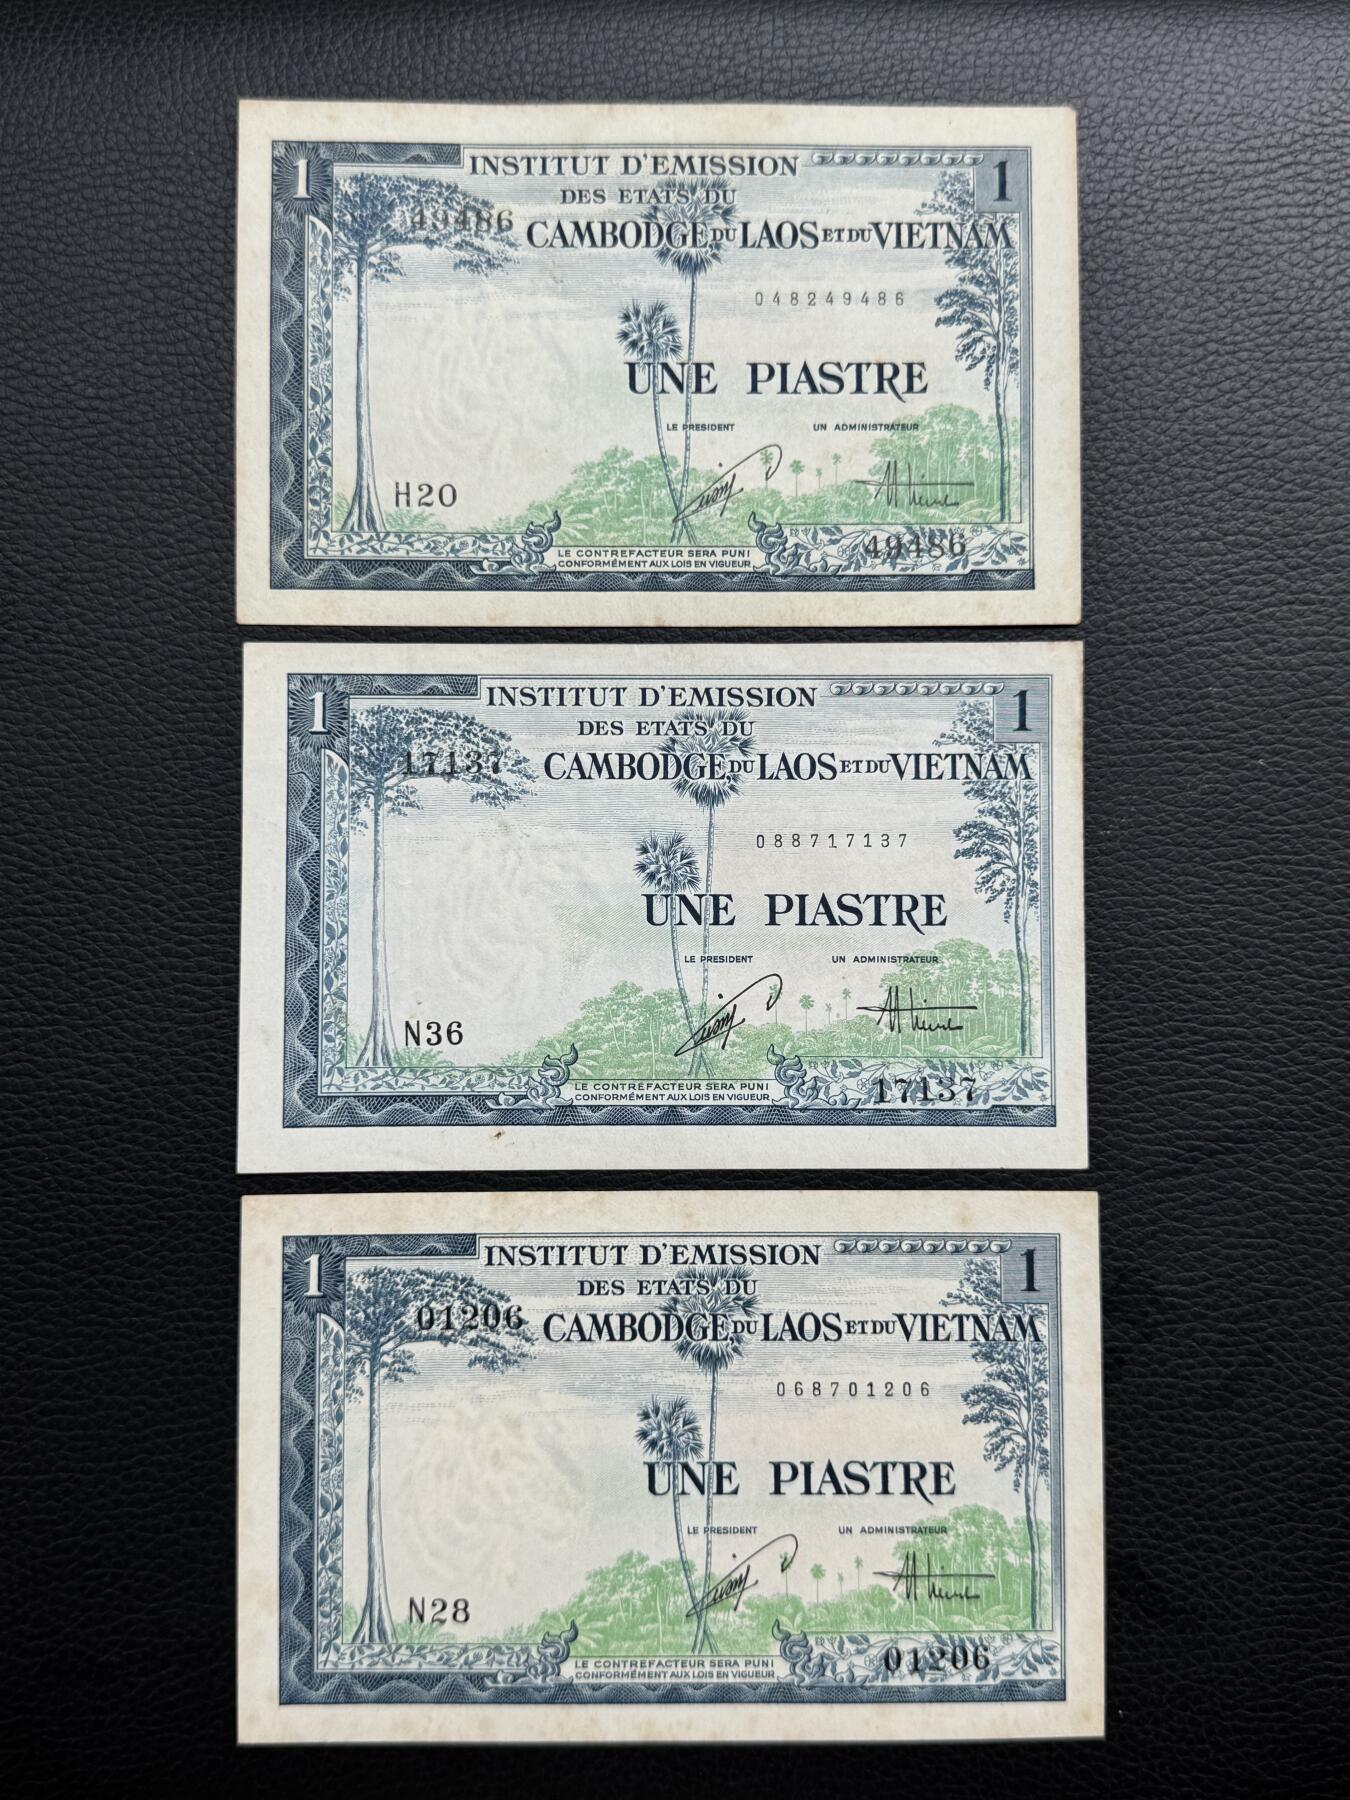 1 INSTITUT D'EMISSION 1
DES ETATS DU
49486 CAMBODGE, DU LAOS ET DU VIETNAM
048249486
UNE PIASTRE
LE PRESIDENT UN ADMINISTRATEUR
H20
LE CONTREFACTEUR SERA PUNI
CONFORMÉMENT AUX LOIS EN VIGUEUR
49486
1 INSTITUT D'EMISSION 1
DES ETATS DU
17137 CAMBODGE, DU LAOS ET DU VIETNAM
088717137
UNE PIASTRE
LE PRESIDENT UN ADMINISTRATEUR
N36
LE CONTREFACTEUR SERA PUNI
CONFORMÉMENT AUX LOIS EN VIGUEUR
17137
1 INSTITUT D'EMISSION 1
DES ETATS DU
01206 CAMBODGE, DU LAOS ET DU VIETNAM
068701206
UNE PIASTRE
LE PRESIDENT UN ADMINISTRATEUR
N28
LE CONTREFACTEUR SERA PUNI
CONFORMÉMENT AUX LOIS EN VIGUEUR
01206